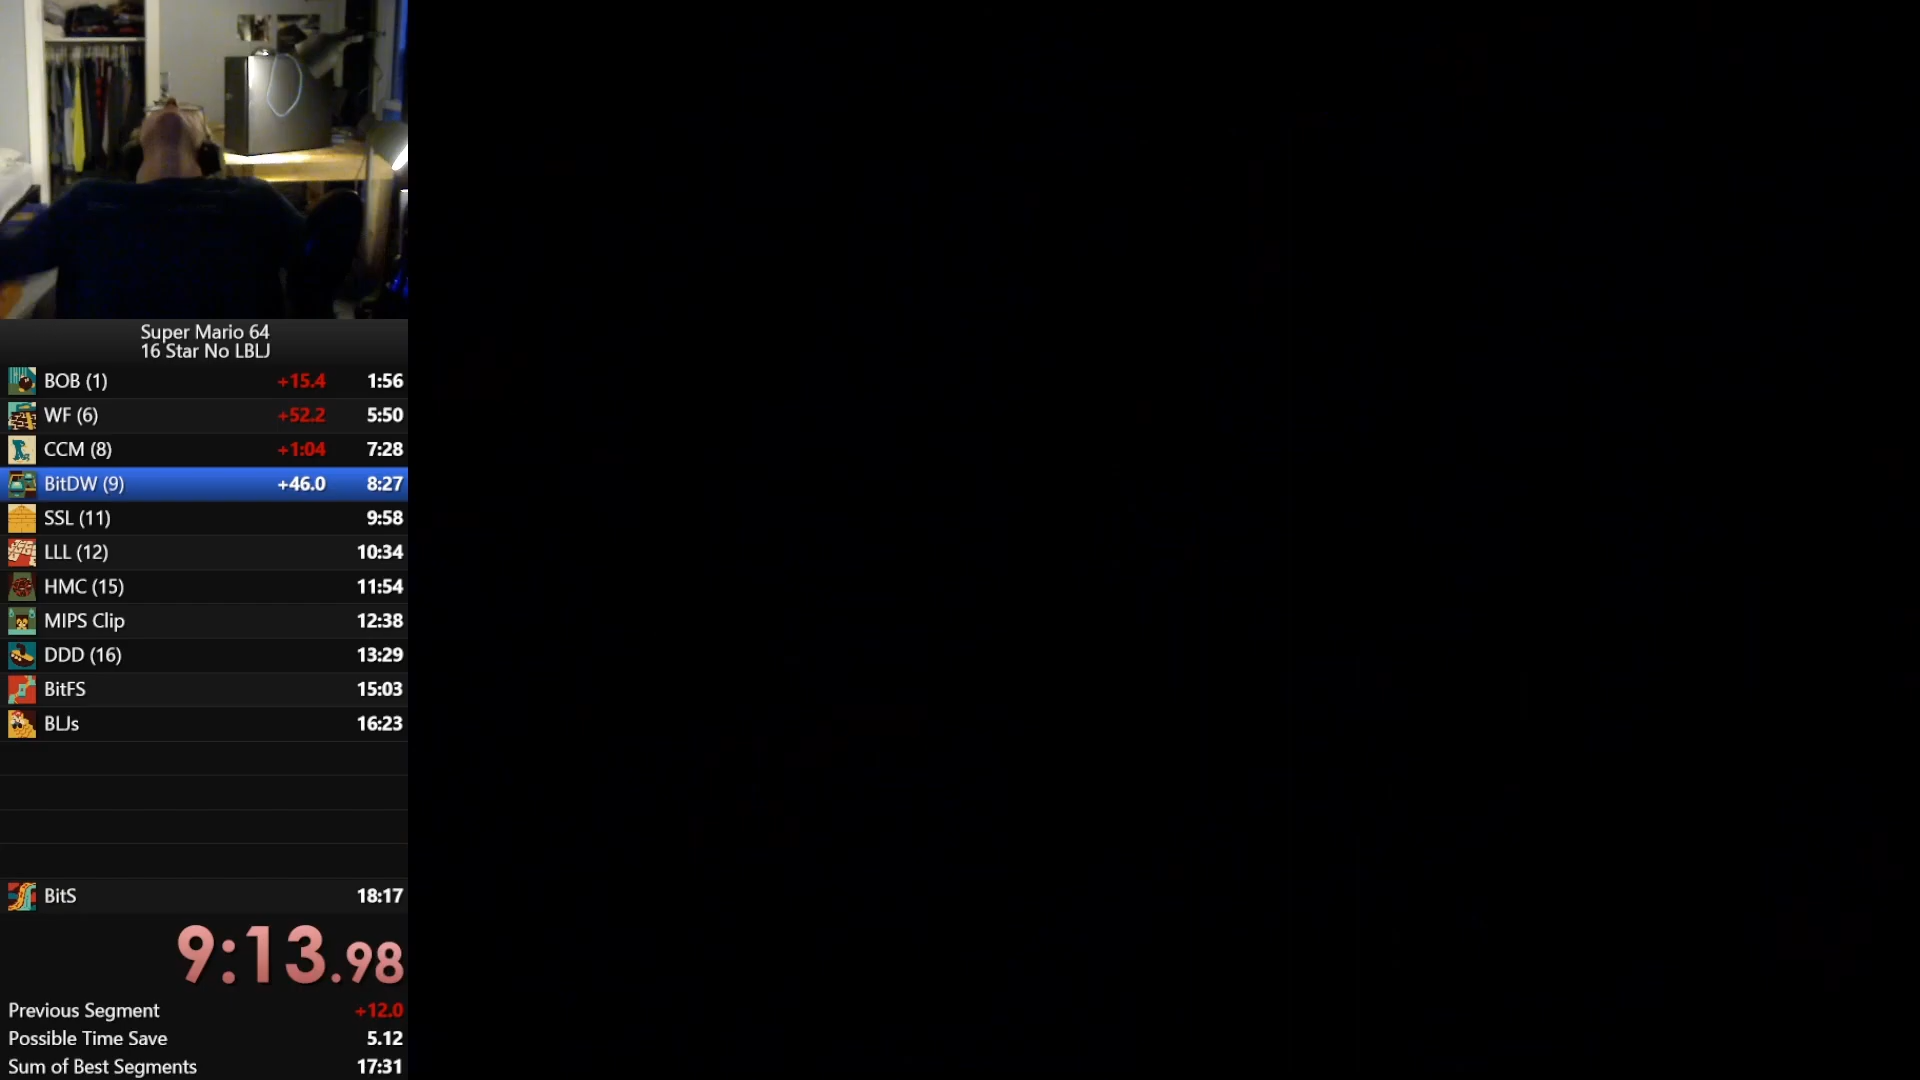 Super Mario 64
16 Star No LBLJ
BOB (1) +15.4 1:56
WF (6) +52.2 5:50
CCM (8) +1:04 7:28
BitDW (9) +46.0 8:27
SSL (11) 9:58
LLL (12) 10:34
HMC (15) 11:54
MIPS Clip 12:38
DDD (16) 13:29
BitFS 15:03
BLJs 16:23
BitS 18:17
9:13.98
Previous Segment +12.0
Possible Time Save 5.12
Sum of Best Segments 17:31